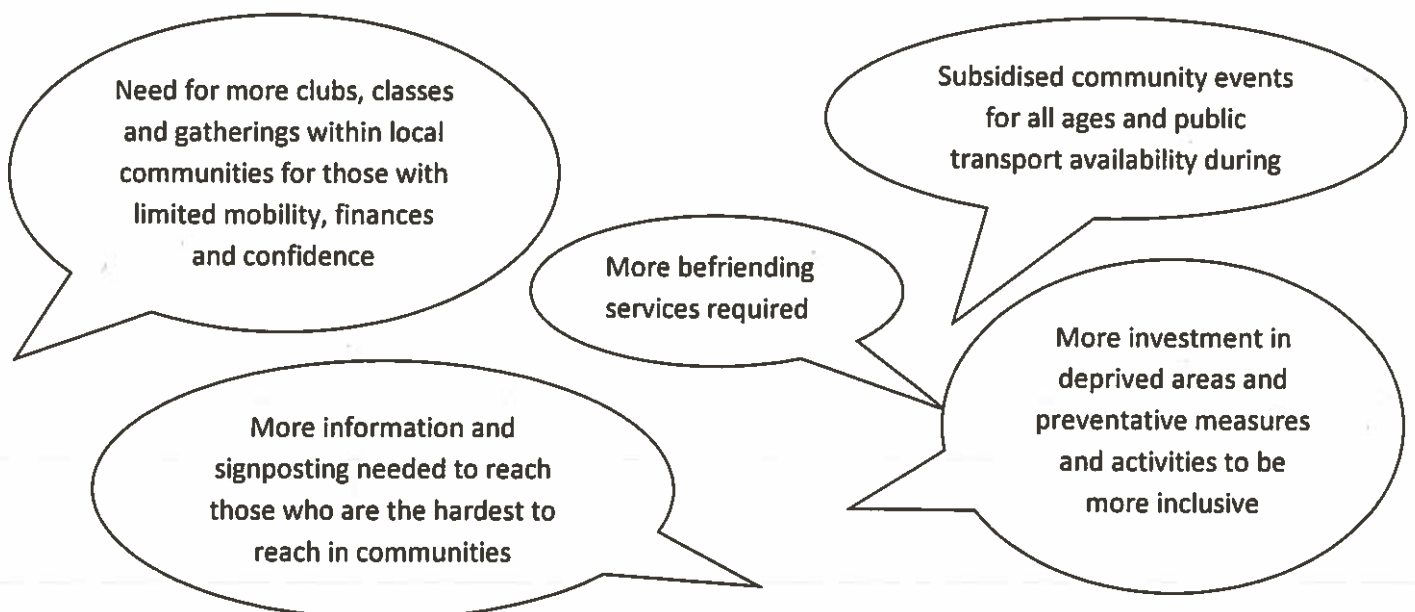 Need for more clubs, classes
and gatherings within local
communities for those with
limited mobility, finances
and confidence
Subsidised community events
for all ages and public
transport availability during
More befriending
services required
More investment in
deprived areas and
preventative measures
and activities to be
more inclusive
More information and
signposting needed to reach
those who are the hardest to
reach in communities